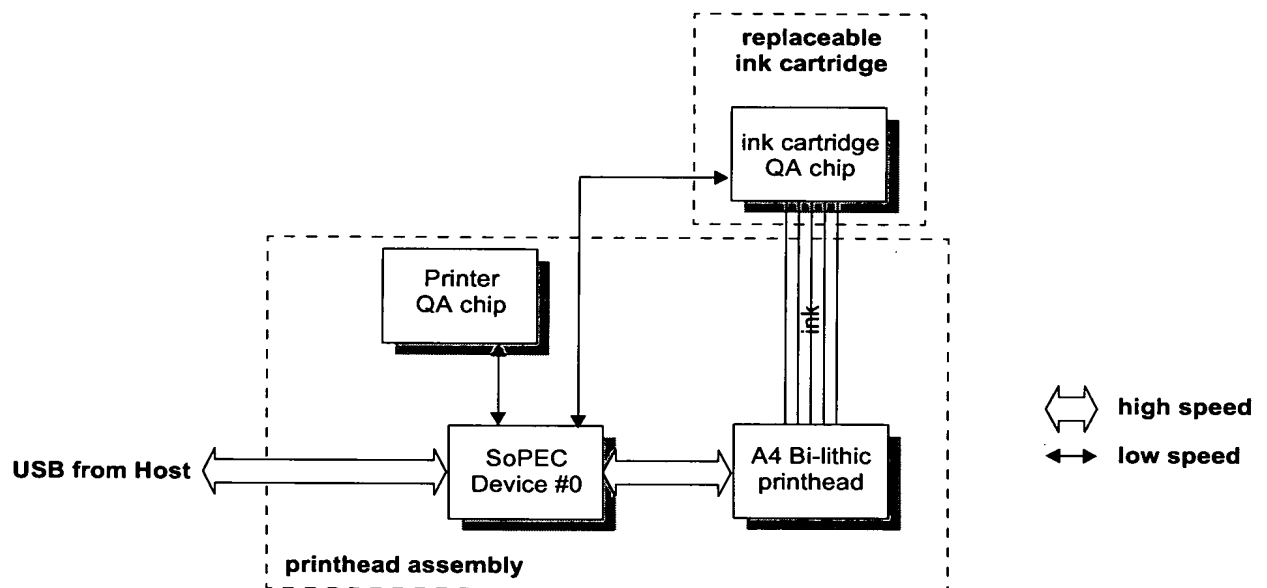 replaceable
ink cartridge
ink cartridge
QA chip
Printer
QA chip
ink
high speed
low speed
USB from Host
SoPEC
Device #0
A4 Bi-lithic
printhead
printhead assembly